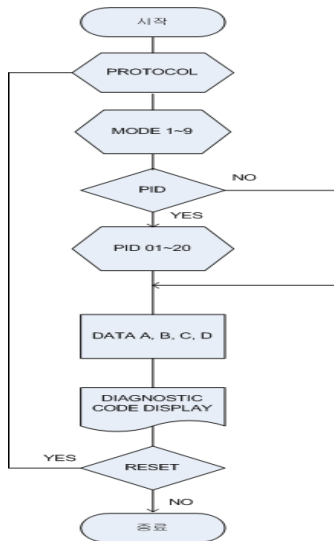 시작
PROTOCOL
MODE 1~9
PID
NO
YES
PID 01~20
DATA A, B, C, D
DIAGNOSTIC
CODE DISPLAY
YES
RESET
NO
종료